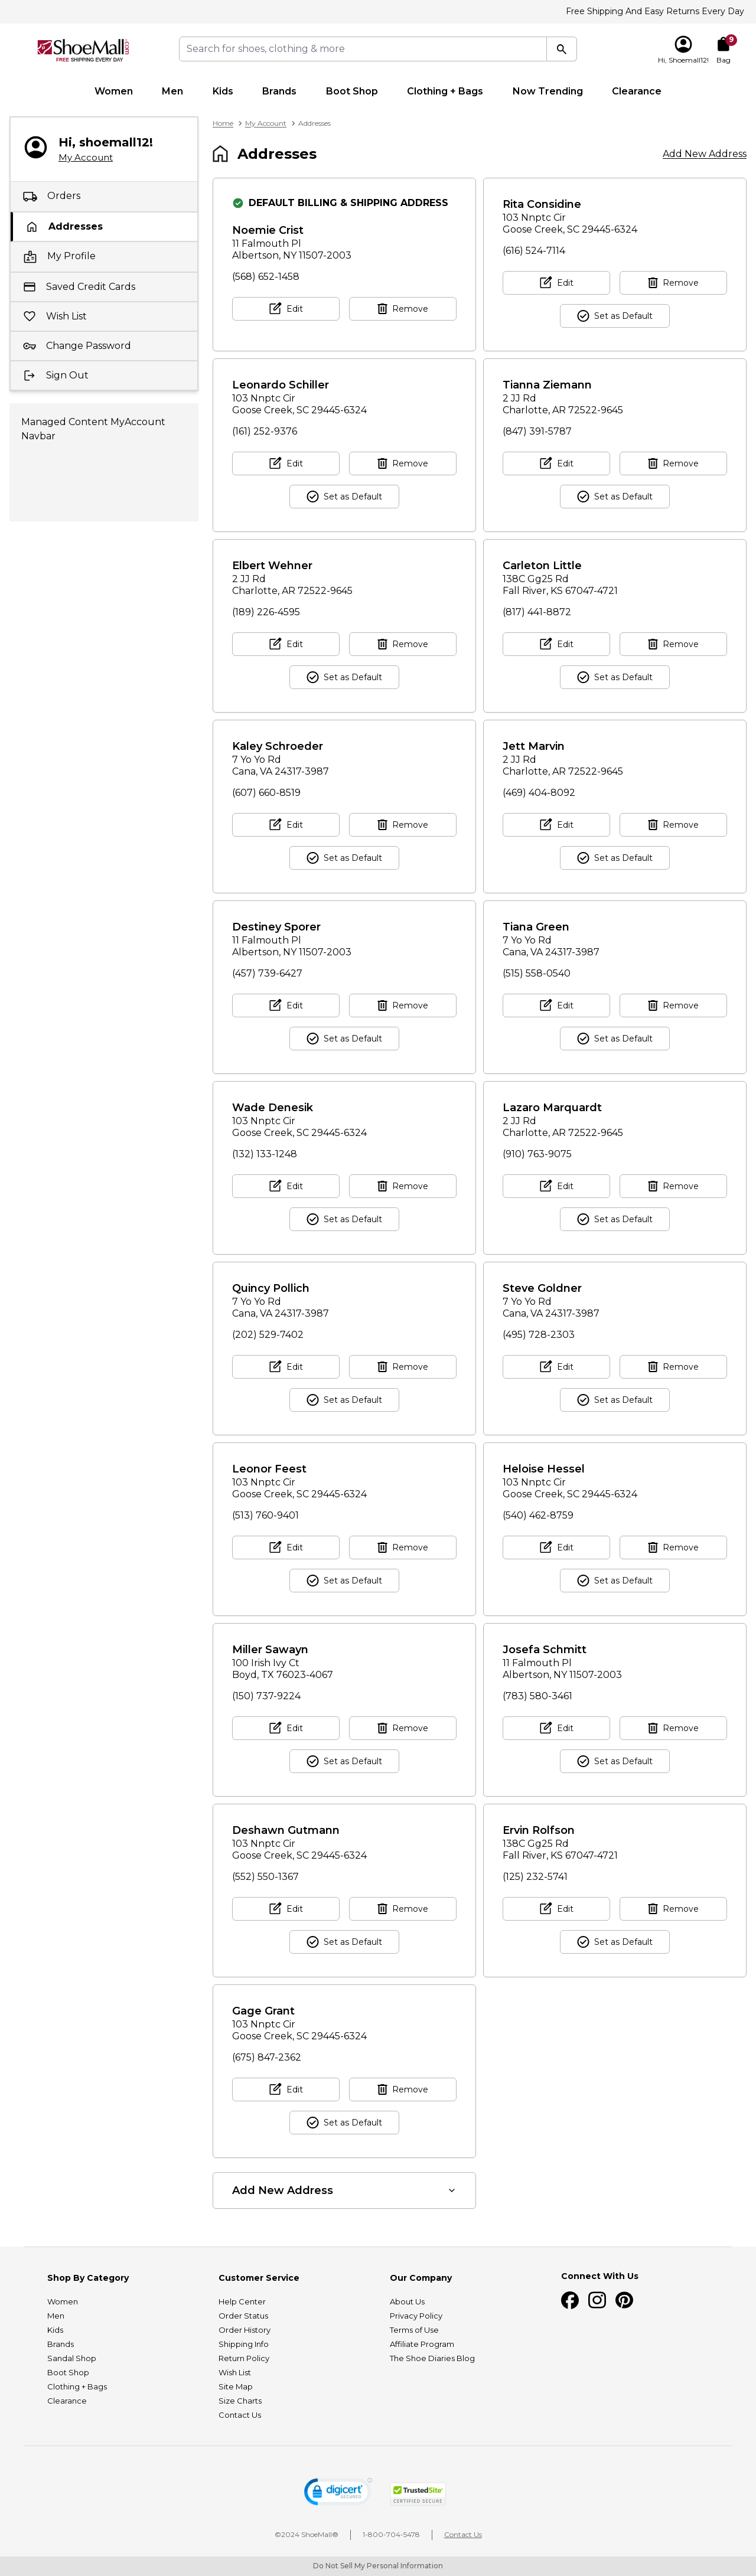 Free Shipping And Easy Returns Every Day
ShoeMall.com
FREE SHIPPING EVERY DAY
Search for shoes, clothing & more
Hi, Shoemall12!
9
Bag
Women Men Kids Brands Boot Shop Clothing + Bags Now Trending Clearance
Hi, shoemall12!
My Account
Orders
Addresses
My Profile
Saved Credit Cards
Wish List
Change Password
Sign Out
Managed Content MyAccount
Navbar
Home > My Account > Addresses
Addresses
Add New Address
DEFAULT BILLING & SHIPPING ADDRESS
Noemie Crist
11 Falmouth Pl
Albertson, NY 11507-2003
(568) 652-1458
Edit Remove
Rita Considine
103 Nnptc Cir
Goose Creek, SC 29445-6324
(616) 524-7114
Edit Remove
Set as Default
Leonardo Schiller
103 Nnptc Cir
Goose Creek, SC 29445-6324
(161) 252-9376
Edit Remove
Set as Default
Tianna Ziemann
2 JJ Rd
Charlotte, AR 72522-9645
(847) 391-5787
Edit Remove
Set as Default
Elbert Wehner
2 JJ Rd
Charlotte, AR 72522-9645
(189) 226-4595
Edit Remove
Set as Default
Carleton Little
138C Gg25 Rd
Fall River, KS 67047-4721
(817) 441-8872
Edit Remove
Set as Default
Kaley Schroeder
7 Yo Yo Rd
Cana, VA 24317-3987
(607) 660-8519
Edit Remove
Set as Default
Jett Marvin
2 JJ Rd
Charlotte, AR 72522-9645
(469) 404-8092
Edit Remove
Set as Default
Destiney Sporer
11 Falmouth Pl
Albertson, NY 11507-2003
(457) 739-6427
Edit Remove
Set as Default
Tiana Green
7 Yo Yo Rd
Cana, VA 24317-3987
(515) 558-0540
Edit Remove
Set as Default
Wade Denesik
103 Nnptc Cir
Goose Creek, SC 29445-6324
(132) 133-1248
Edit Remove
Set as Default
Lazaro Marquardt
2 JJ Rd
Charlotte, AR 72522-9645
(910) 763-9075
Edit Remove
Set as Default
Quincy Pollich
7 Yo Yo Rd
Cana, VA 24317-3987
(202) 529-7402
Edit Remove
Set as Default
Steve Goldner
7 Yo Yo Rd
Cana, VA 24317-3987
(495) 728-2303
Edit Remove
Set as Default
Leonor Feest
103 Nnptc Cir
Goose Creek, SC 29445-6324
(513) 760-9401
Edit Remove
Set as Default
Heloise Hessel
103 Nnptc Cir
Goose Creek, SC 29445-6324
(540) 462-8759
Edit Remove
Set as Default
Miller Sawayn
100 Irish Ivy Ct
Boyd, TX 76023-4067
(150) 737-9224
Edit Remove
Set as Default
Josefa Schmitt
11 Falmouth Pl
Albertson, NY 11507-2003
(783) 580-3461
Edit Remove
Set as Default
Deshawn Gutmann
103 Nnptc Cir
Goose Creek, SC 29445-6324
(552) 550-1367
Edit Remove
Set as Default
Ervin Rolfson
138C Gg25 Rd
Fall River, KS 67047-4721
(125) 232-5741
Edit Remove
Set as Default
Gage Grant
103 Nnptc Cir
Goose Creek, SC 29445-6324
(675) 847-2362
Edit Remove
Set as Default
Add New Address
Shop By Category
Women
Men
Kids
Brands
Sandal Shop
Boot Shop
Clothing + Bags
Clearance
Customer Service
Help Center
Order Status
Order History
Shipping Info
Return Policy
Wish List
Site Map
Size Charts
Contact Us
Our Company
About Us
Privacy Policy
Terms of Use
Affiliate Program
The Shoe Diaries Blog
Connect With Us
digicert
SECURED
TrustedSite
CERTIFIED SECURE
©2024 ShoeMall® | 1-800-704-5478 | Contact Us
Do Not Sell My Personal Information